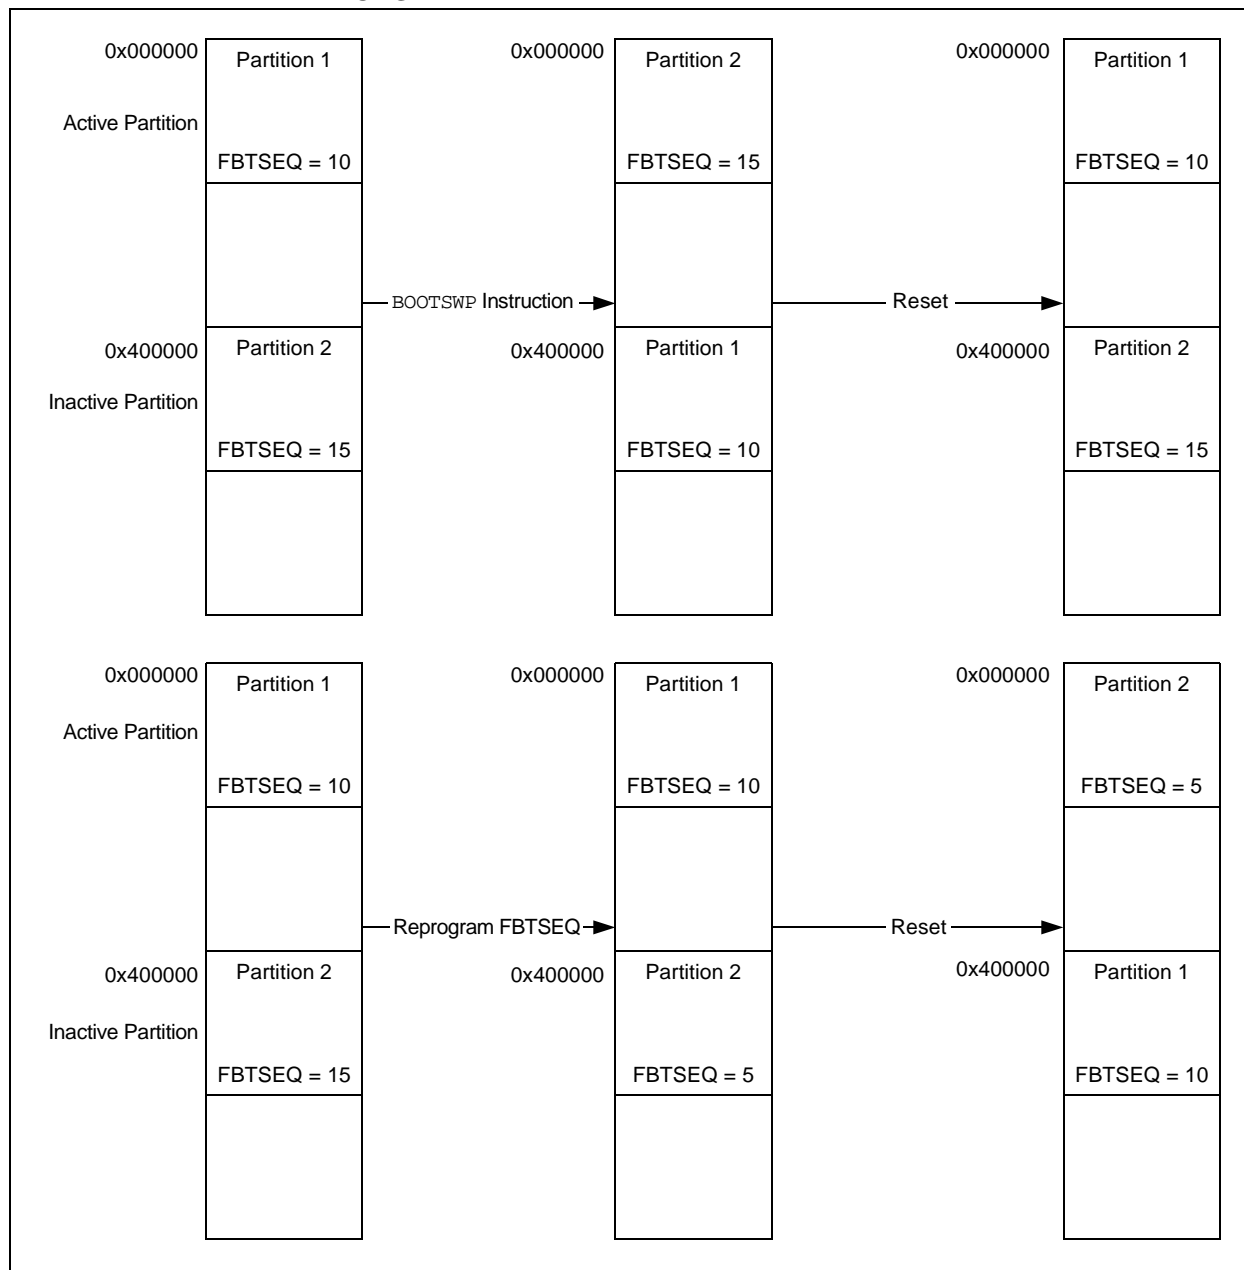 0x000000 Partition 1 0x000000 Partition 2 0x000000 Partition 1
Active Partition
FBTSEQ = 10 FBTSEQ = 15 FBTSEQ = 10
BOOTSWP Instruction Reset
0x400000 Partition 2 0x400000 Partition 1 0x400000 Partition 2
Inactive Partition
FBTSEQ = 15 FBTSEQ = 10 FBTSEQ = 15
0x000000 Partition 1 0x000000 Partition 1 0x000000 Partition 2
Active Partition
FBTSEQ = 10 FBTSEQ = 10 FBTSEQ = 5
Reprogram FBTSEQ Reset
0x400000 Partition 2 0x400000 Partition 2 0x400000 Partition 1
Inactive Partition
FBTSEQ = 15 FBTSEQ = 5 FBTSEQ = 10